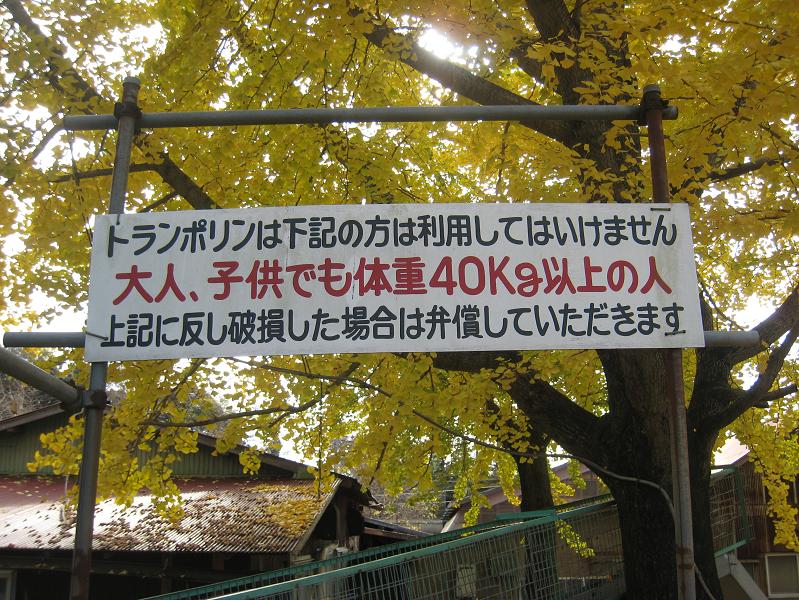 トランポリンは下記の方は利用してはいけません
大人、子供でも体重40Kg以上の人
上記に反し破損した場合は弁償していただきます